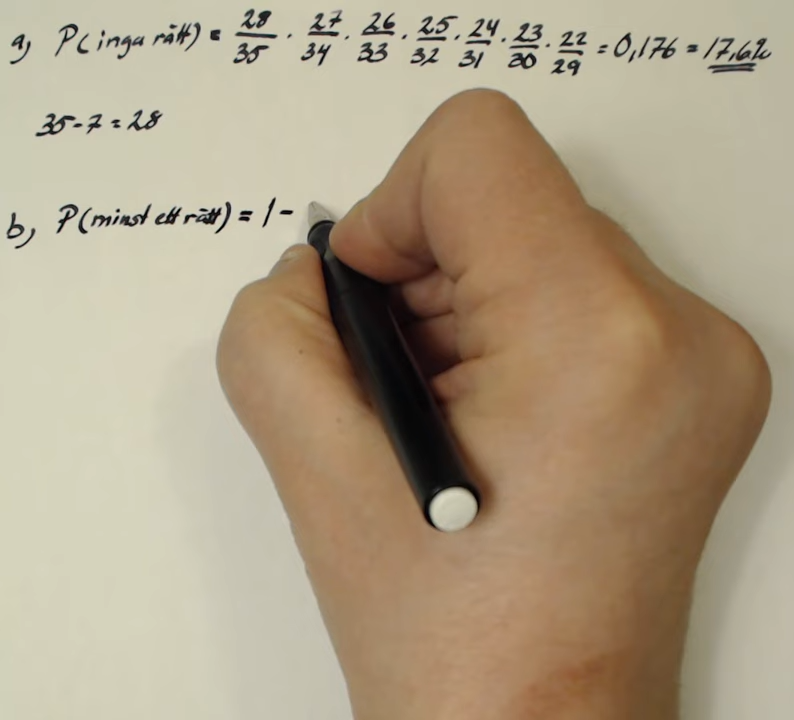 a) P(inga rätt) = 28/35 · 27/34 · 26/33 · 25/32 · 24/31 · 23/30 · 22/29 = 0,176 = 17,6%
35-7=28
b) P(minst ett rätt) = 1 -